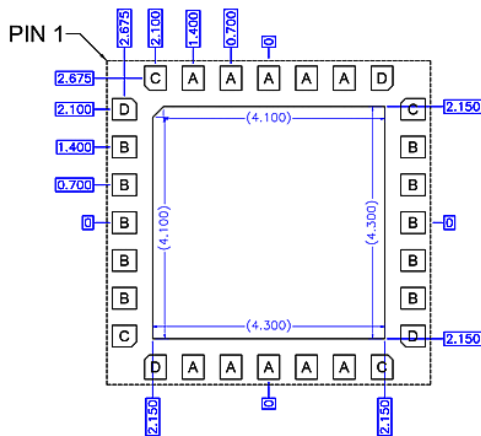 PIN 1
2.675
2.100
1.400
0.700
0
2.675
C A A A A A D
2.100
D
C
2.150
(4.100)
1.400
B
B
0.700
B
B
(4.100)
(4.300)
0
B
B
0
B
B
B
B
(4.300)
C
D
2.150
D A A A A A C
2.150
0
2.150